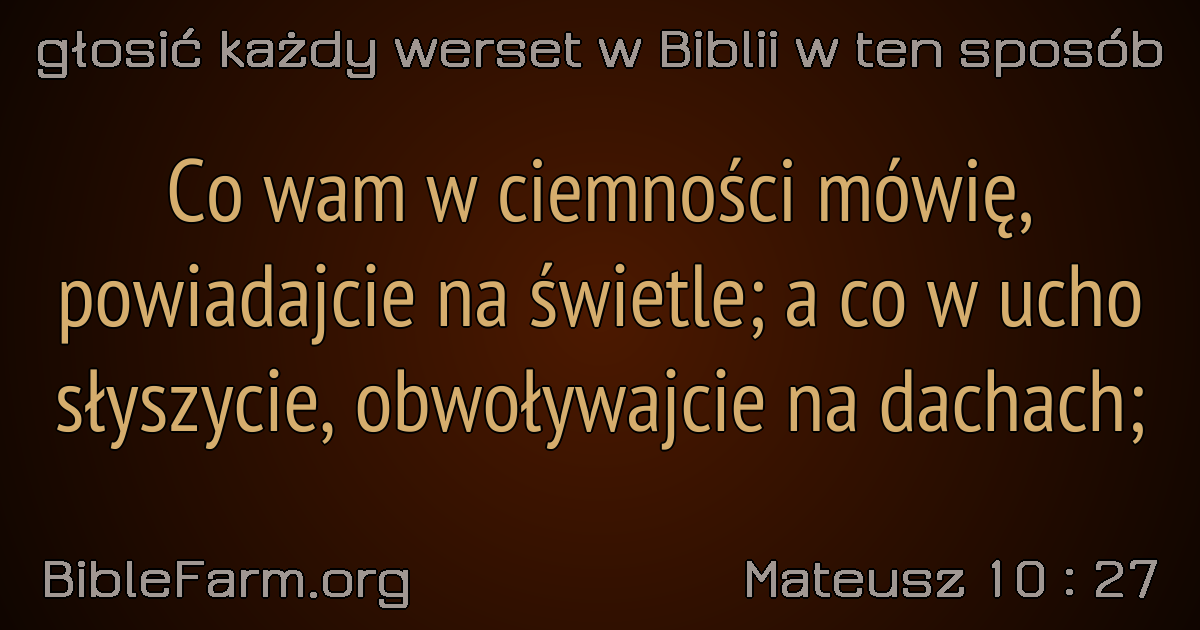 głosić każdy werset w Biblii w ten sposób
Co wam w ciemności mówię,
powiadajcie na świetle; a co w ucho
słyszycie, obwoływajcie na dachach;
BibleFarm.org
Mateusz 10 : 27